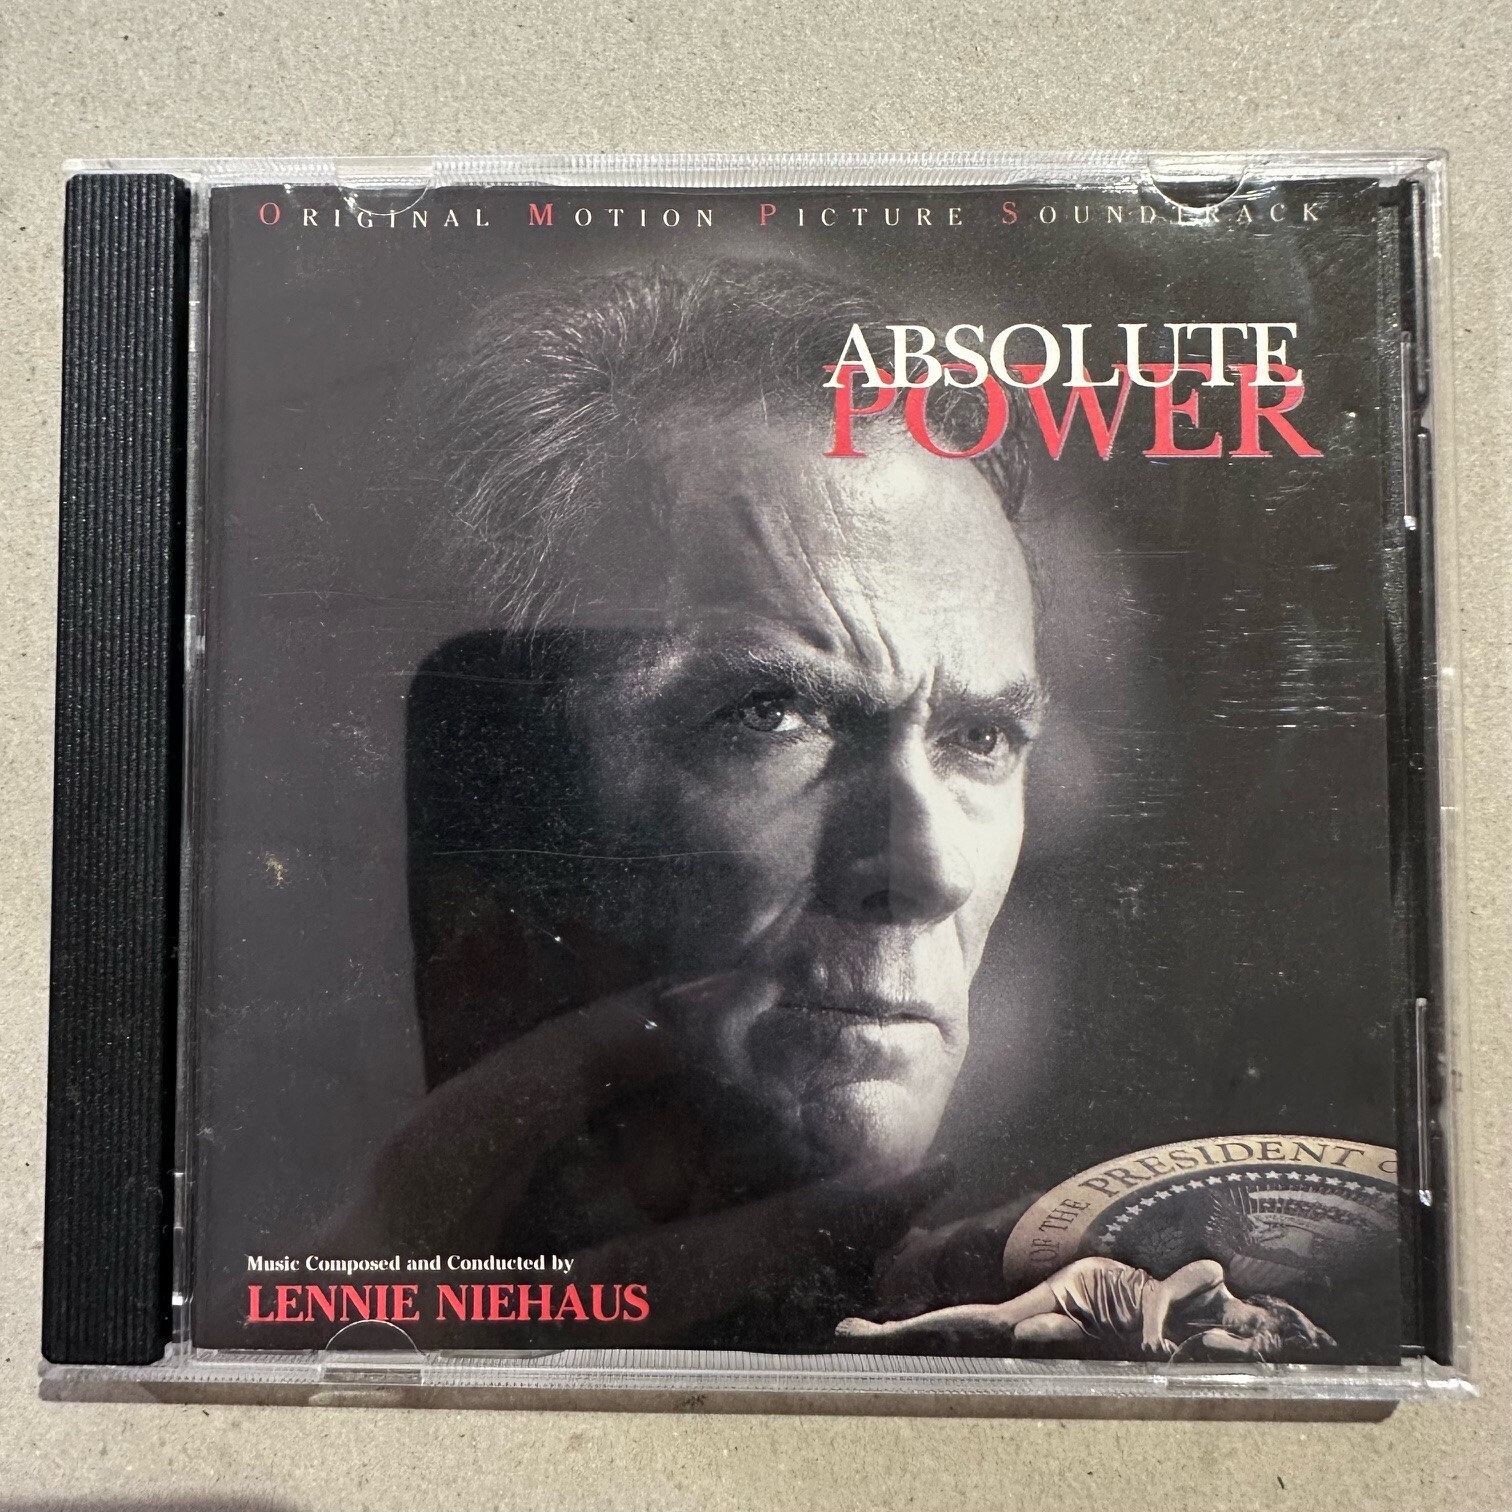 ORIGINAL MOTION PICTURE SOUNDTRACK
ABSOLUTE
POWER
OF THE PRESIDENT O
Music Composed and Conducted by
LENNIE NIEHAUS